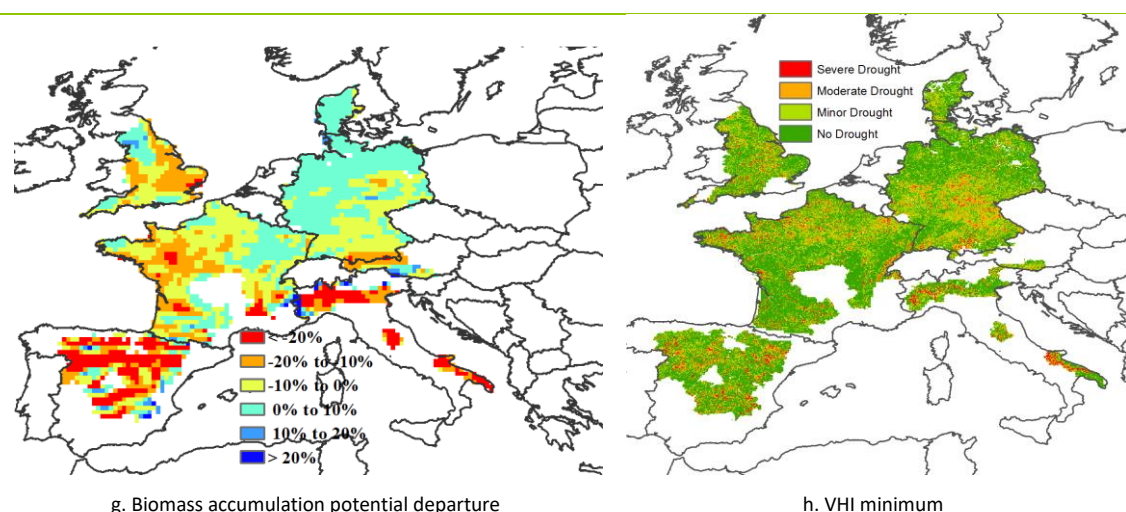 < -20%
-20% to -10%
-10% to 0%
0% to 10%
10% to 20%
> 20%
g. Biomass accumulation potential departure
Severe Drought
Moderate Drought
Minor Drought
No Drought
h. VHI minimum